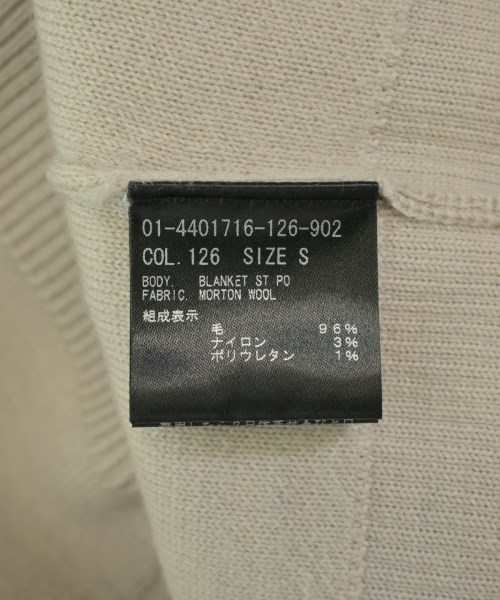 01-4401716-126-902
COL. 126 SIZE S
BODY. BLANKET ST PO
FABRIC. MORTON WOOL
組成表示
毛 96%
ナイロン 3%
ポリウレタン 1%